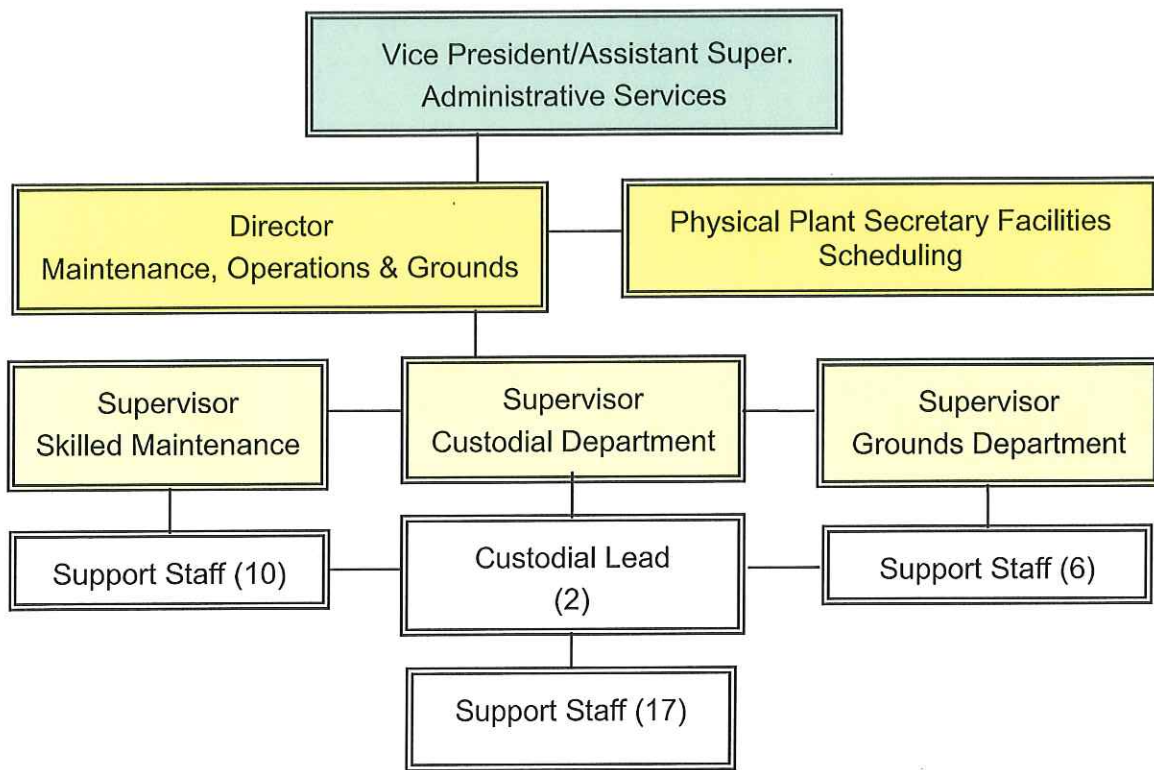 Vice President/Assistant Super.
Administrative Services
Director
Maintenance, Operations & Grounds
Physical Plant Secretary Facilities
Scheduling
Supervisor
Skilled Maintenance
Supervisor
Custodial Department
Supervisor
Grounds Department
Support Staff (10)
Custodial Lead
(2)
Support Staff (6)
Support Staff (17)